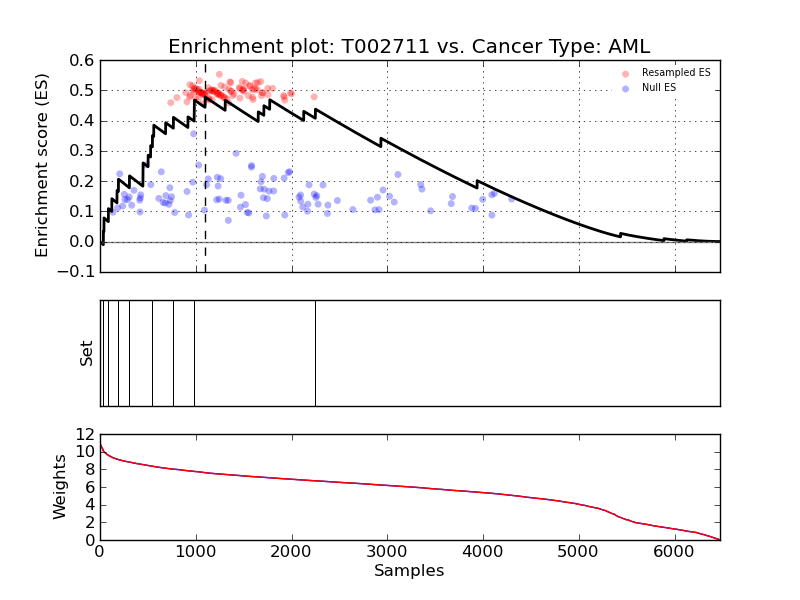 Enrichment plot: T002711 vs. Cancer Type: AML
Enrichment score (ES)
0.6
0.5
0.4
0.3
0.2
0.1
0.0
−0.1
Resampled ES
Null ES
Set
Weights
12
10
8
6
4
2
0
0 1000 2000 3000 4000 5000 6000
Samples